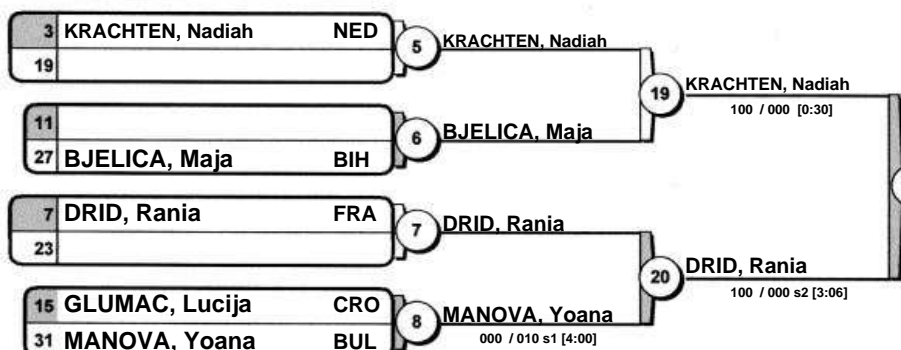 3 KRACHTEN, Nadiah NED
19
5
KRACHTEN, Nadiah
11
27 BJELICA, Maja BIH
6
BJELICA, Maja
19
KRACHTEN, Nadiah
100 / 000 [0:30]
7 DRID, Rania FRA
23
7
DRID, Rania
15 GLUMAC, Lucija CRO
31 MANOVA, Yoana BUL
8
MANOVA, Yoana
000 / 010 s1 [4:00]
20
DRID, Rania
100 / 000 s2 [3:06]